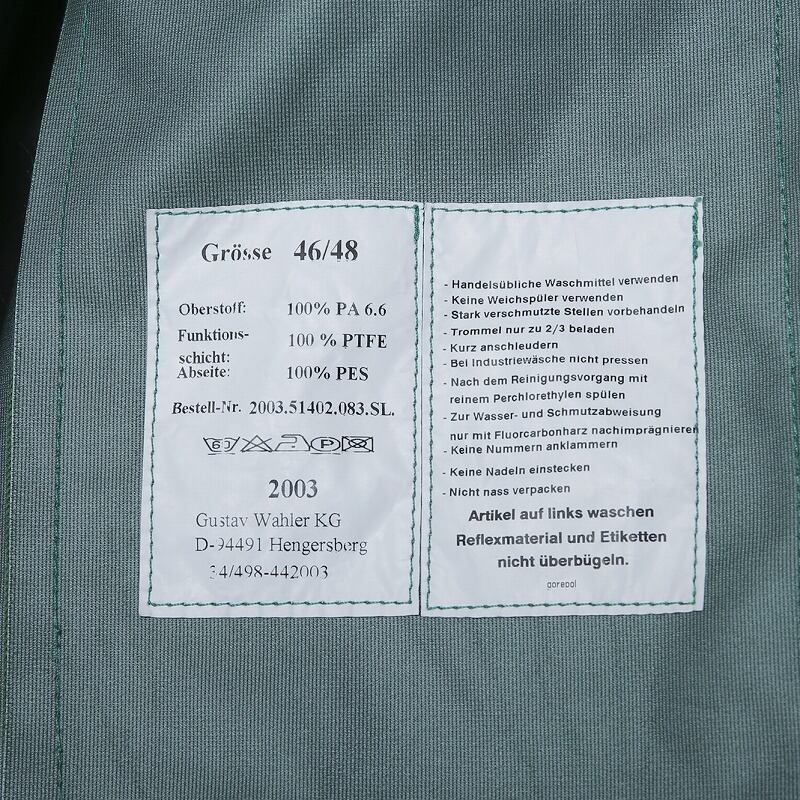 Grösse 46/48
Oberstoff: 100% PA 6.6
Funktions-
schicht: 100 % PTFE
Abseite: 100% PES
Bestell-Nr. 2003.51402.083.SL.
60 P
2003
Gustav Wahler KG
D-94491 Hengersberg
34/498-442003
- Handelsübliche Waschmittel verwenden
- Keine Weichspüler verwenden
- Stark verschmutzte Stellen vorbehandeln
- Trommel nur zu 2/3 beladen
- Kurz anschleudern
- Bei Industriewäsche nicht pressen
- Nach dem Reinigungsvorgang mit
reinem Perchlorethylen spülen
- Zur Wasser- und Schmutzabweisung
nur mit Fluorcarbonharz nachimprägnieren
- Keine Nummern anklammern
- Keine Nadeln einstecken
- Nicht nass verpacken
Artikel auf links waschen
Reflexmaterial und Etiketten
nicht überbügeln.